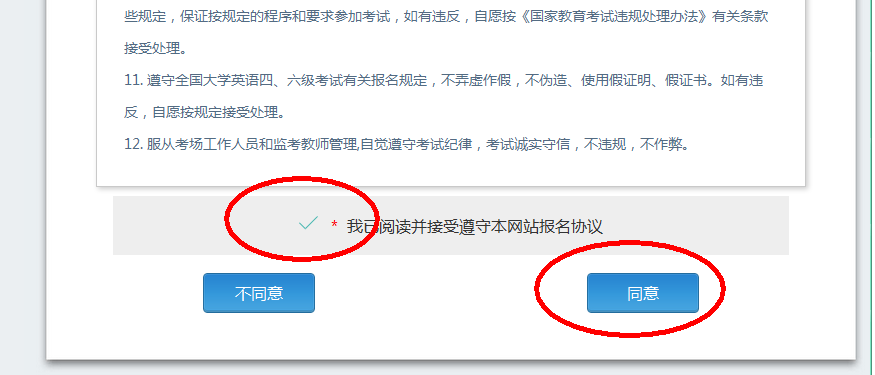 些规定，保证按规定的程序和要求参加考试，如有违反，自愿按《国家教育考试违规处理办法》有关条款
接受处理。
11. 遵守全国大学英语四、六级考试有关报名规定，不弄虚作假，不伪造、使用假证明、假证书。如有违
反，自愿按规定接受处理。
12. 服从考场工作人员和监考教师管理,自觉遵守考试纪律，考试诚实守信，不违规，不作弊。
* 我已阅读并接受遵守本网站报名协议
不同意 同意